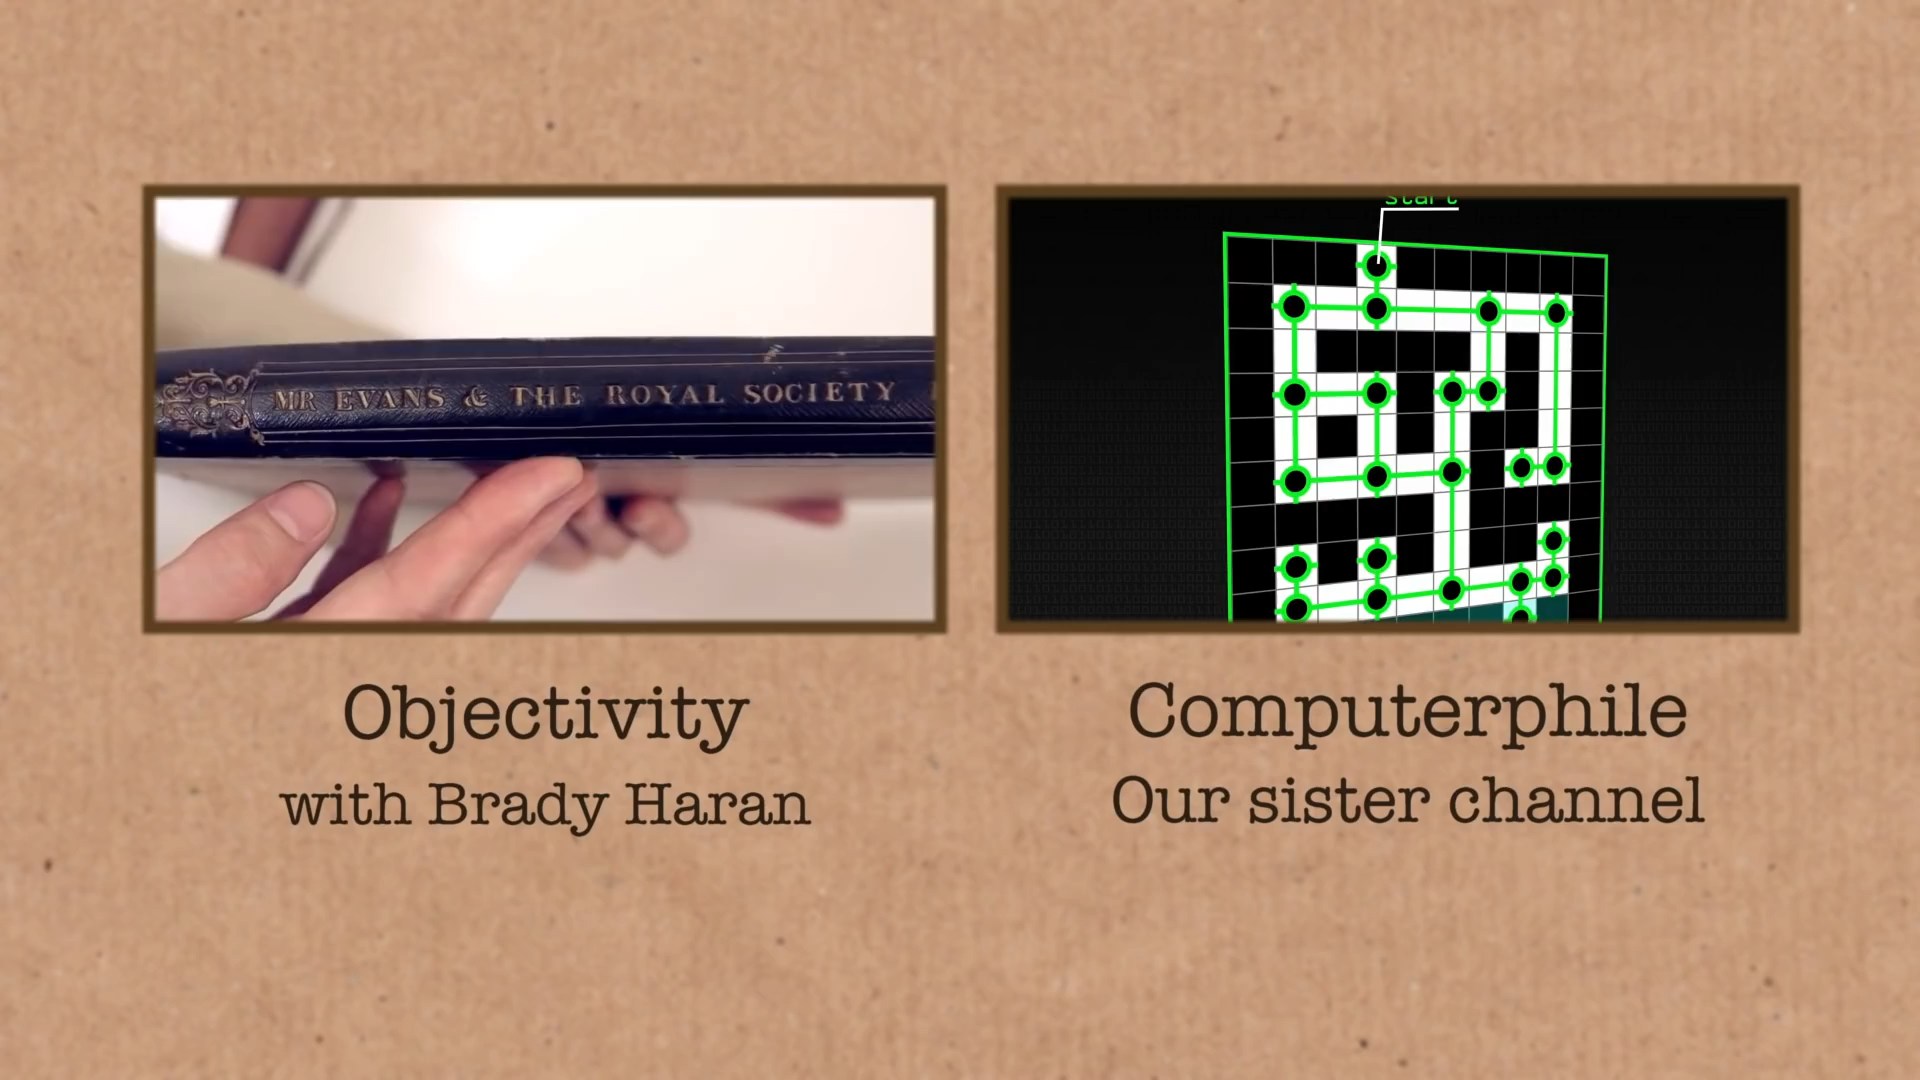 start
MR EVANS & THE ROYAL SOCIETY
Objectivity
with Brady Haran
Computerphile
Our sister channel